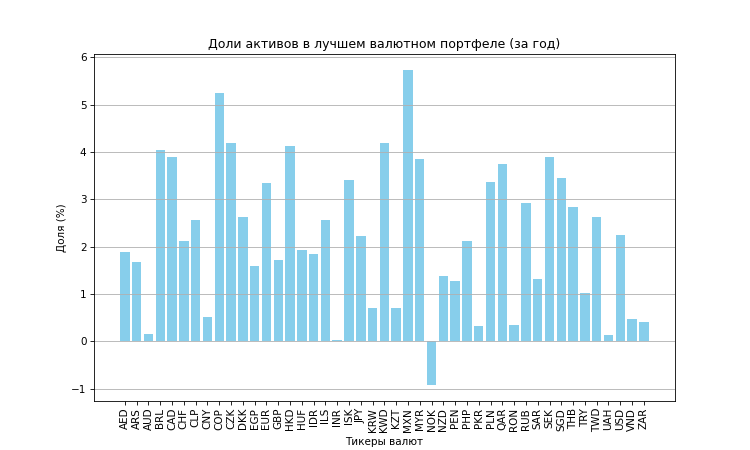 Доли активов в лучшем валютном портфеле (за год)
Доля (%)
6
5
4
3
2
1
0
−1
AED ARS AUD BRL CAD CHF CLP CNY COP CZK DKK EGP EUR GBP HKD HUF IDR ILS INR ISK JPY KRW KWD KZT MXN MYR NOK NZD PEN PHP PKR PLN QAR RON RUB SAR SEK SGD THB TRY TWD UAH USD VND ZAR
Тикеры валют